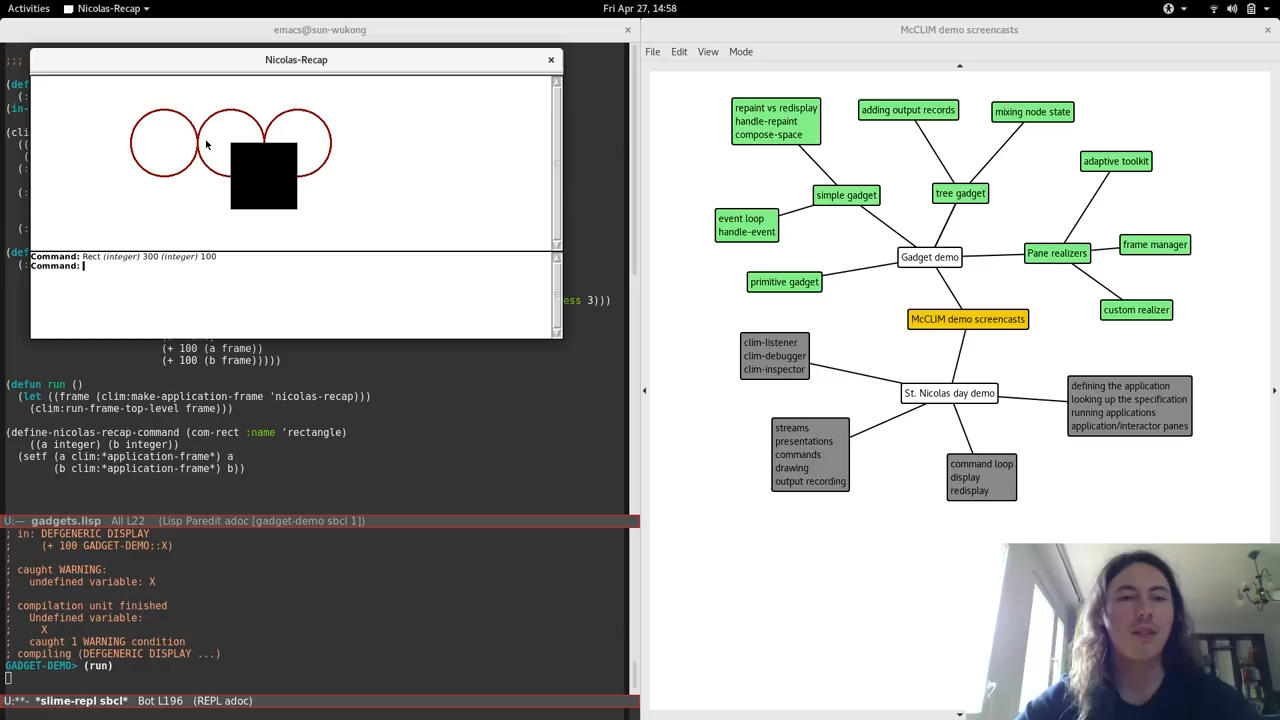 Activities
Nicolas-Recap
Fri Apr 27, 14:58
emacs@sun-wukong
×
McCLIM demo screencasts
×
Nicolas-Recap
×
;;;
(def
(:
(in-
(cli
((
(:
(:
(:
(def
(:
Command: Rect (integer) 300 (integer) 100
Command:
ess 3)))
(+ 100 (a frame))
(+ 100 (b frame)))))
(defun run ()
(let ((frame (clim:make-application-frame 'nicolas-recap)))
(clim:run-frame-top-level frame)))
(define-nicolas-recap-command (com-rect :name 'rectangle)
((a integer) (b integer))
(setf (a clim:*application-frame*) a
(b clim:*application-frame*) b))
U:--- gadgets.lisp All L22 (Lisp Paredit adoc [gadget-demo sbcl 1])
; in: DEFGENERIC DISPLAY
; (+ 100 GADGET-DEMO::X)
;
; caught WARNING:
; undefined variable: X
;
; compilation unit finished
; Undefined variable:
; X
; caught 1 WARNING condition
; compiling (DEFGENERIC DISPLAY ...)
GADGET-DEMO> (run)
U:**- *slime-repl sbcl* Bot L196 (REPL adoc)
File Edit View Mode
repaint vs redisplay
handle-repaint
compose-space
adding output records
mixing node state
adaptive toolkit
simple gadget
tree gadget
event loop
handle-event
Gadget demo
Pane realizers
frame manager
primitive gadget
custom realizer
McCLIM demo screencasts
clim-listener
clim-debugger
clim-inspector
St. Nicolas day demo
defining the application
looking up the specification
running applications
application/interactor panes
streams
presentations
commands
drawing
output recording
command loop
display
redisplay